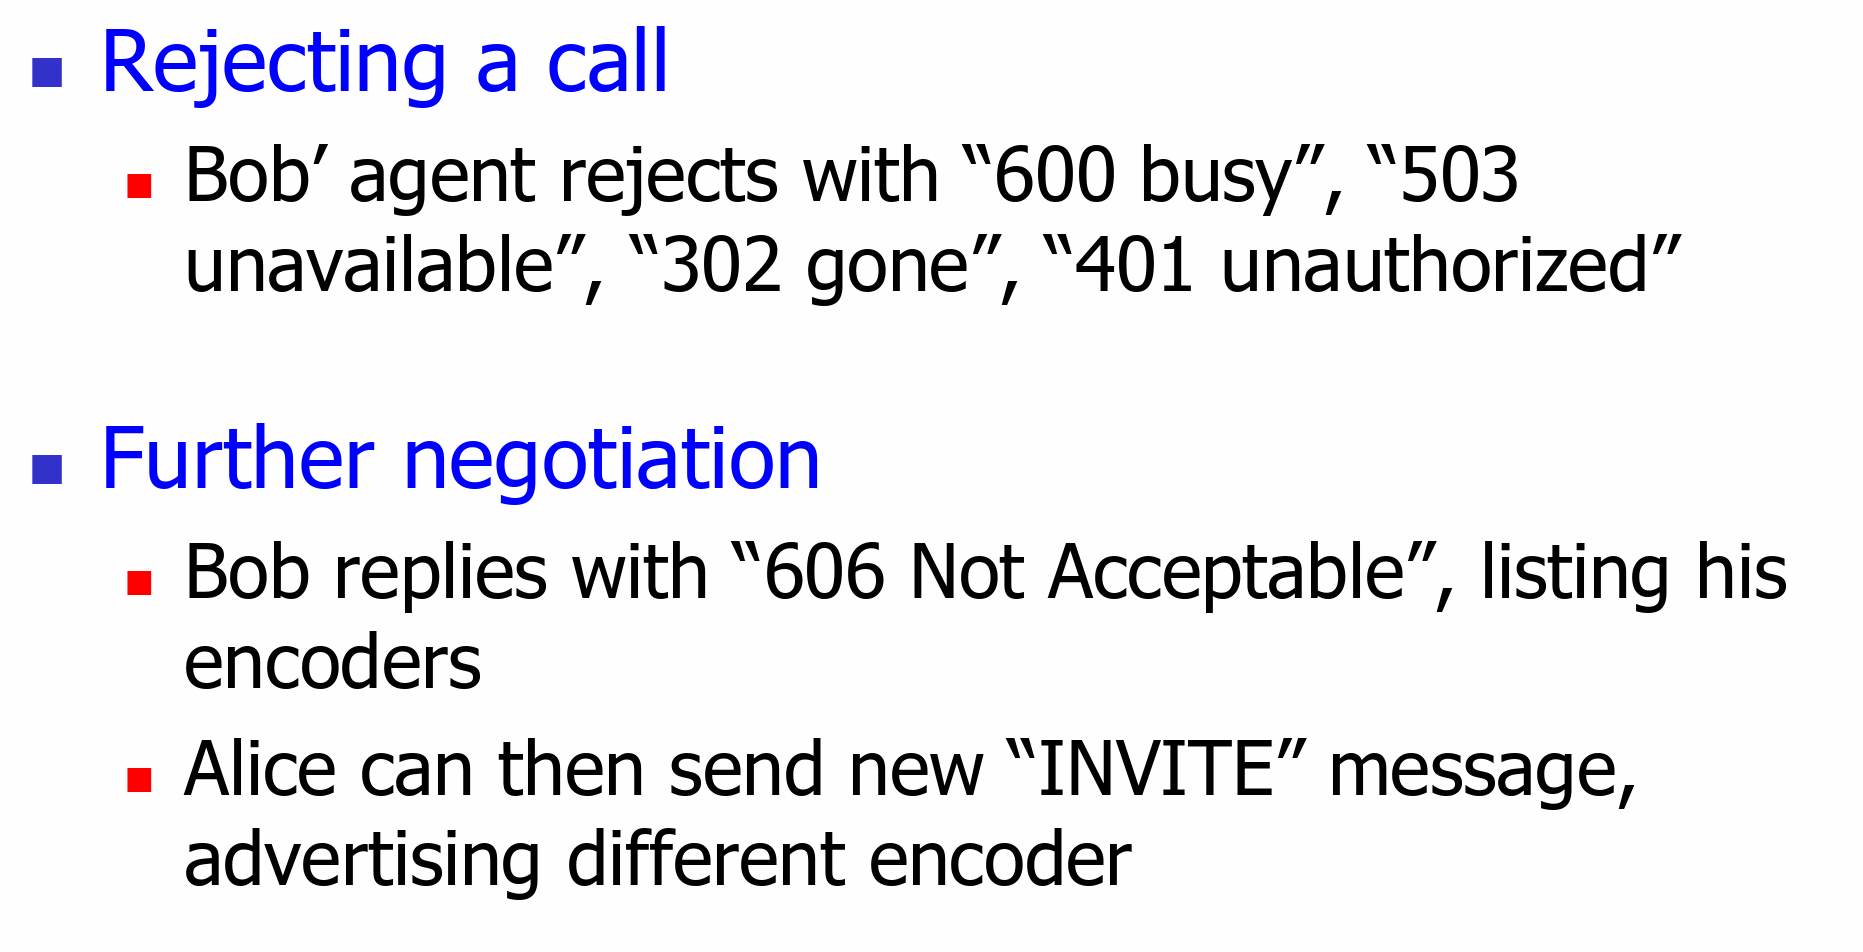 Rejecting a call
Bob’ agent rejects with “600 busy”, “503
unavailable”, “302 gone”, “401 unauthorized”
Further negotiation
Bob replies with “606 Not Acceptable”, listing his
encoders
Alice can then send new “INVITE” message,
advertising different encoder